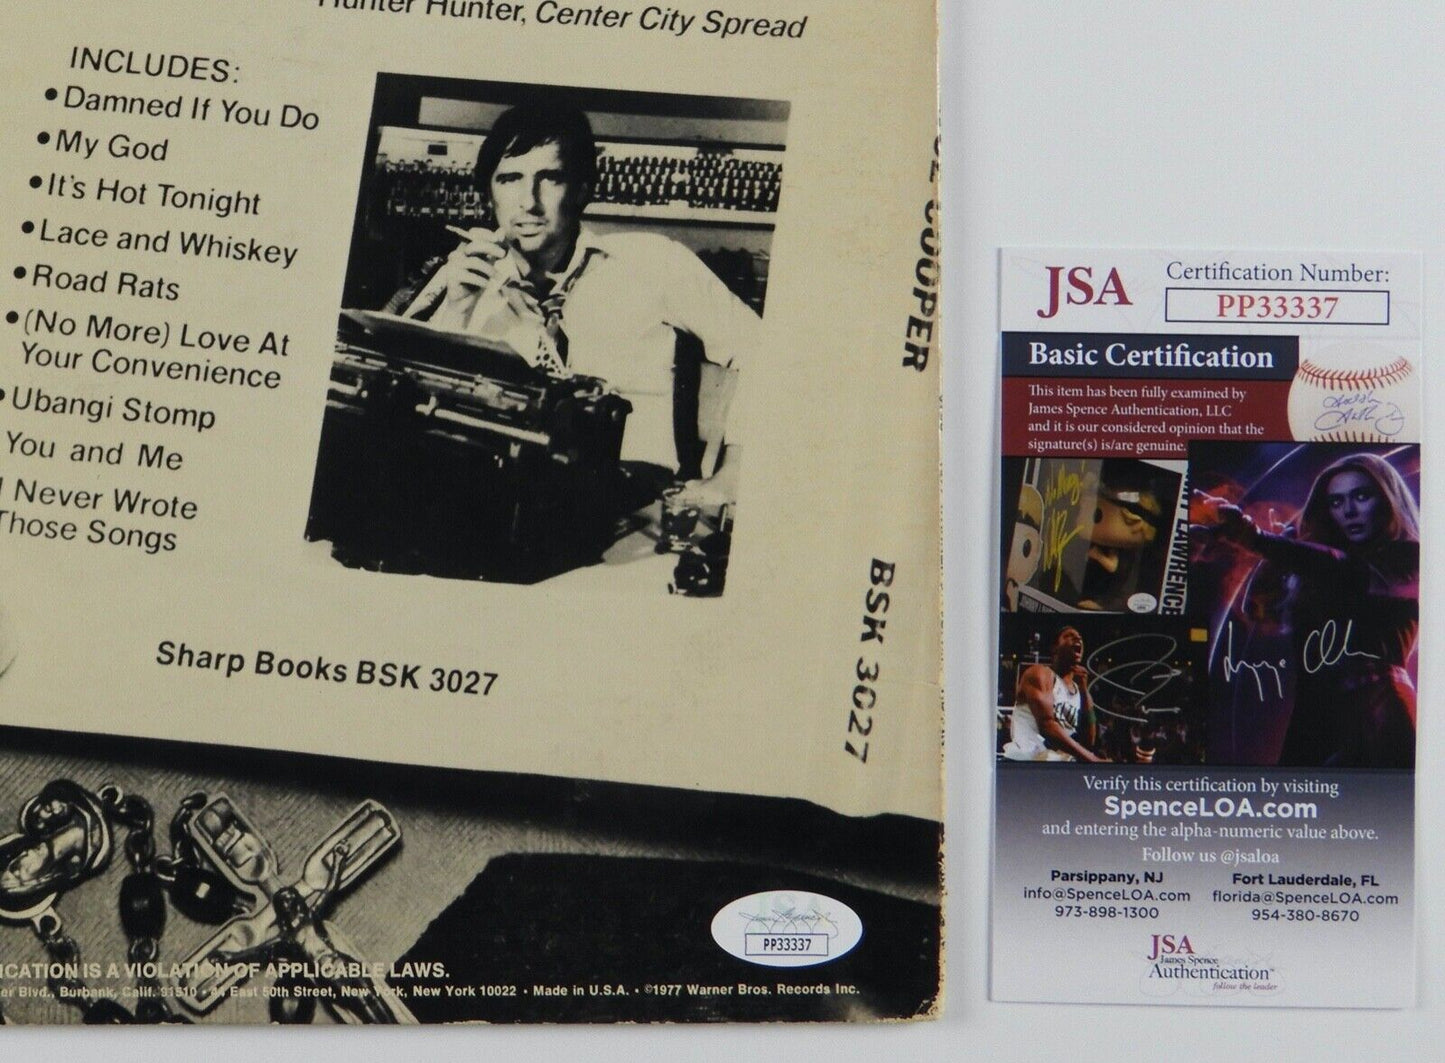 Hunter Hunter, Center City Spread
INCLUDES:
•Damned If You Do
•My God
•It's Hot Tonight
•Lace and Whiskey
•Road Rats
•(No More) Love At
Your Convenience
•Ubangi Stomp
You and Me
I Never Wrote
Those Songs
Sharp Books BSK 3027
COOPER
BSK 3027
ICATION IS A VIOLATION OF APPLICABLE LAWS.
er Blvd., Burbank, Calif. 91510 • 44 East 50th Street, New York, New York 10022 • Made in U.S.A. • ©1977 Warner Bros. Records Inc.
JSA
PP33337
JSA
Certification Number:
PP33337
Basic Certification
This item has been fully examined by
James Spence Authentication, LLC
and it is our considered opinion that the
signature(s) is/are genuine.
LAWRENCE
Verify this certification by visiting
SpenceLOA.com
and entering the alpha-numeric value above.
Follow us @jsaloa
Parsippany, NJ
info@SpenceLOA.com
973-898-1300
Fort Lauderdale, FL
florida@SpenceLOA.com
954-380-8670
JSA
James Spence
Authentication
follow the leader